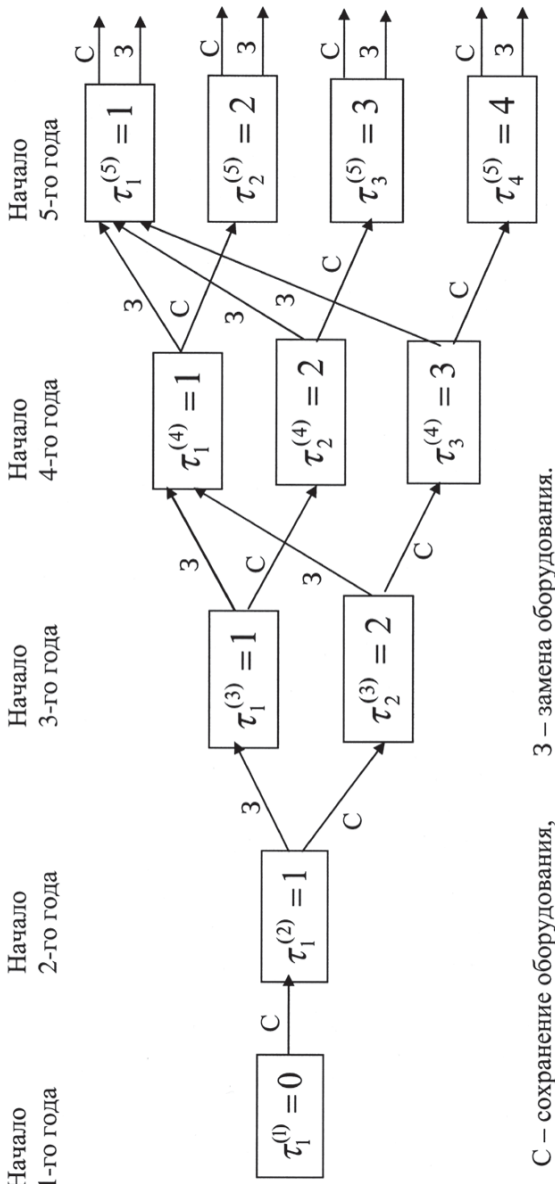 Начало
1-го года
Начало
2-го года
Начало
3-го года
Начало
4-го года
Начало
5-го года
τ₁⁽¹⁾ = 0
С
τ₁⁽²⁾ = 1
З
С
τ₁⁽³⁾ = 1
τ₂⁽³⁾ = 2
З
С
З
С
τ₁⁽⁴⁾ = 1
τ₂⁽⁴⁾ = 2
τ₃⁽⁴⁾ = 3
З
С
З
С
З
С
τ₁⁽⁵⁾ = 1
τ₂⁽⁵⁾ = 2
τ₃⁽⁵⁾ = 3
τ₄⁽⁵⁾ = 4
С
З
С
З
С
З
С
З
С – сохранение оборудования,
З – замена оборудования.